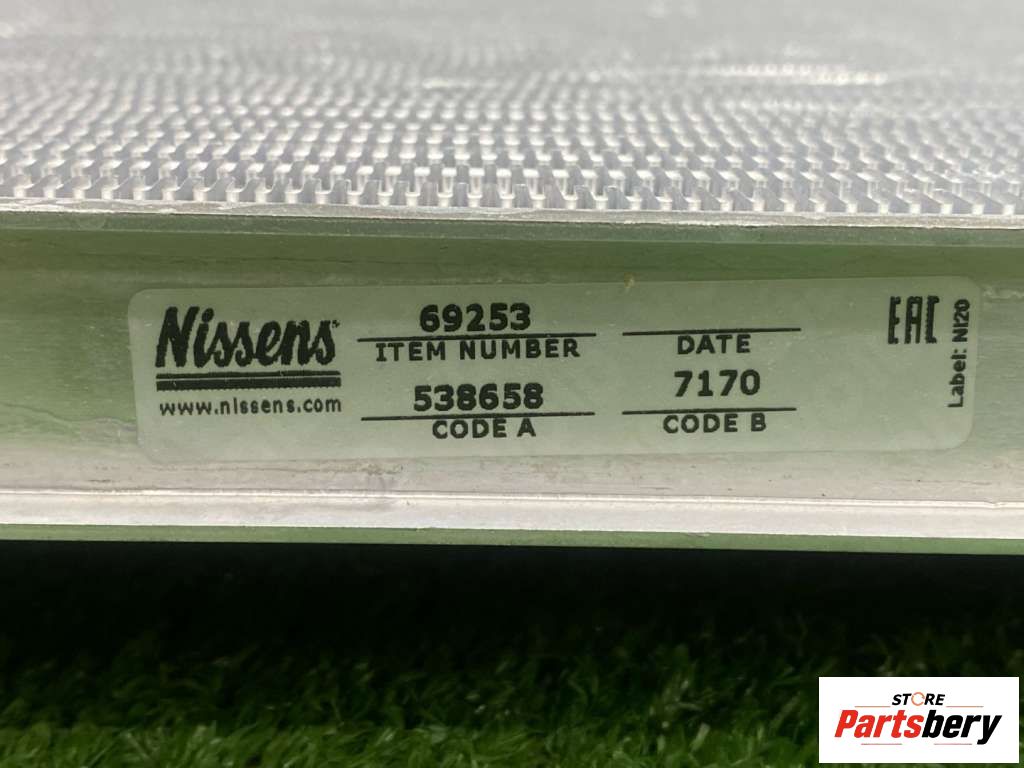 Nissens
www.nissens.com
69253
ITEM NUMBER
538658
CODE A
DATE
7170
CODE B
EAC
Label: NI20
STORE
Partsbery